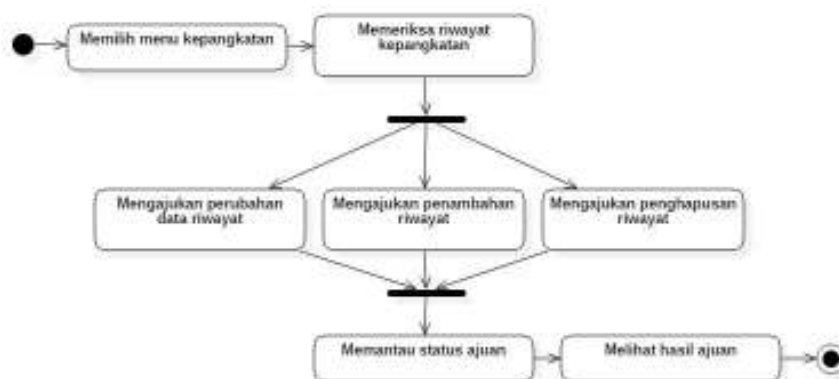 Memilih menu kepangkatan
Memeriksa riwayat
kepangkatan
Mengajukan perubahan
data riwayat
Mengajukan penambahan
riwayat
Mengajukan penghapusan
riwayat
Memantau status ajuan
Melihat hasil ajuan